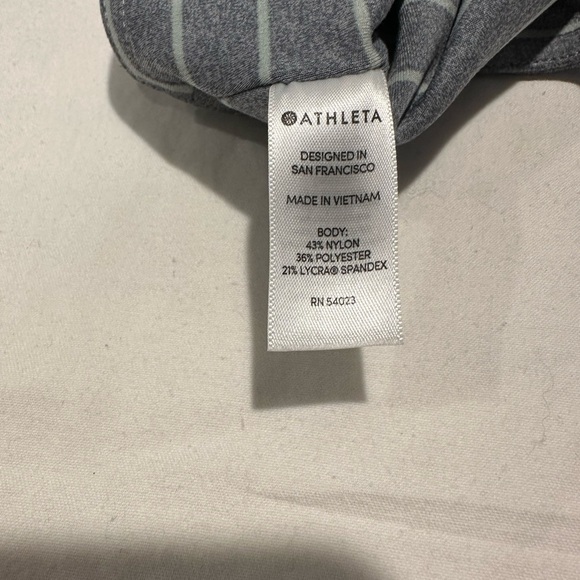 ATHLETA
DESIGNED IN
SAN FRANCISCO
MADE IN VIETNAM
BODY:
43% NYLON
36% POLYESTER
21% LYCRA® SPANDEX
RN 54023